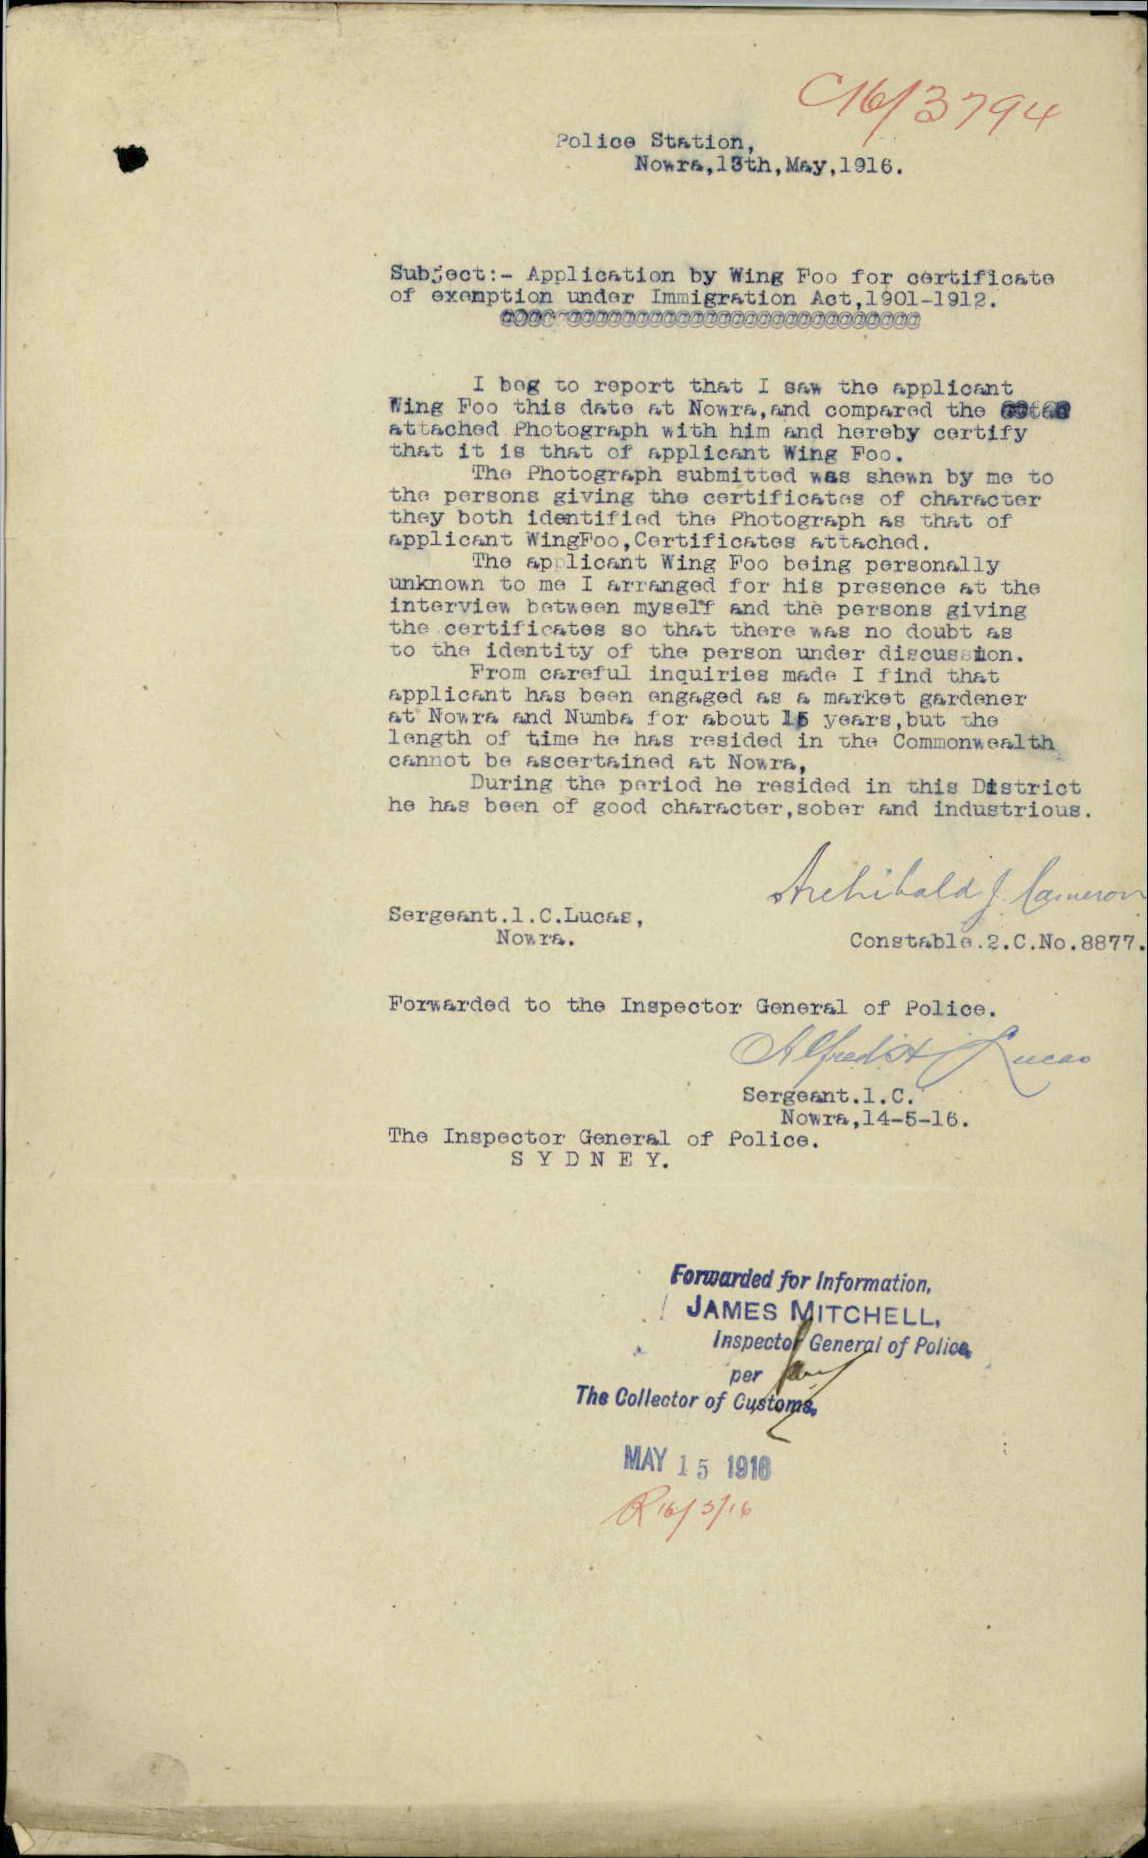 C16/3794
Police Station,
Nowra,13th,May,1916.
Subject:- Application by Wing Foo for certificate
of exemption under Immigration Act,1901-1912.
I beg to report that I saw the applicant
Wing Foo this date at Nowra,and compared the
attached Photograph with him and hereby certify
that it is that of applicant Wing Foo.
The Photograph submitted was shewn by me to
the persons giving the certificates of character
they both identified the Photograph as that of
applicant WingFoo,Certificates attached.
The applicant Wing Foo being personally
unknown to me I arranged for his presence at the
interview between myself and the persons giving
the certificates so that there was no doubt as
to the identity of the person under discussion.
From careful inquiries made I find that
applicant has been engaged as a market gardener
at Nowra and Numba for about 15 years,but the
length of time he has resided in the Commonwealth
cannot be ascertained at Nowra,
During the period he resided in this District
he has been of good character,sober and industrious.
Archibald J. Cameron
Sergeant.1.C.Lucas,
Nowra.
Constable.2.C.No.8877.
Forwarded to the Inspector General of Police.
Alfred H Lucas
Sergeant.1.C.
Nowra,14-5-16.
The Inspector General of Police.
S Y D N E Y.
Forwarded for Information,
JAMES MITCHELL,
Inspector General of Police,
per
The Collector of Customs,
MAY 15 1916
R16/5/16